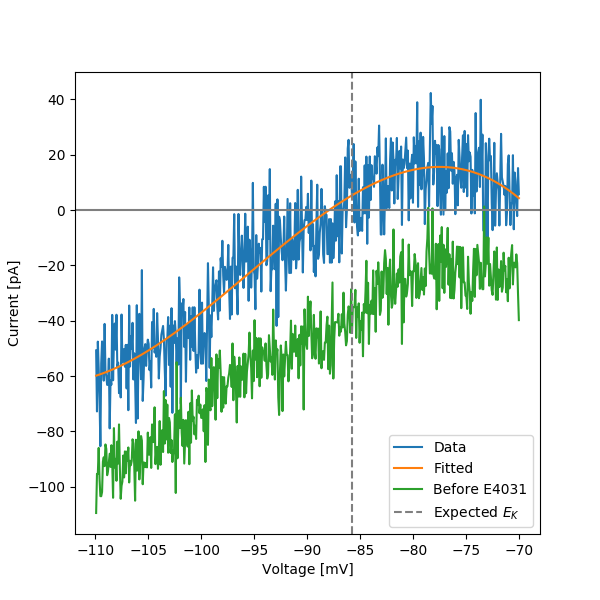 40
20
0
−20
−40
−60
−80
−100
Current [pA]
Data
Fitted
Before E4031
Expected E_K
−110 −105 −100 −95 −90 −85 −80 −75 −70
Voltage [mV]